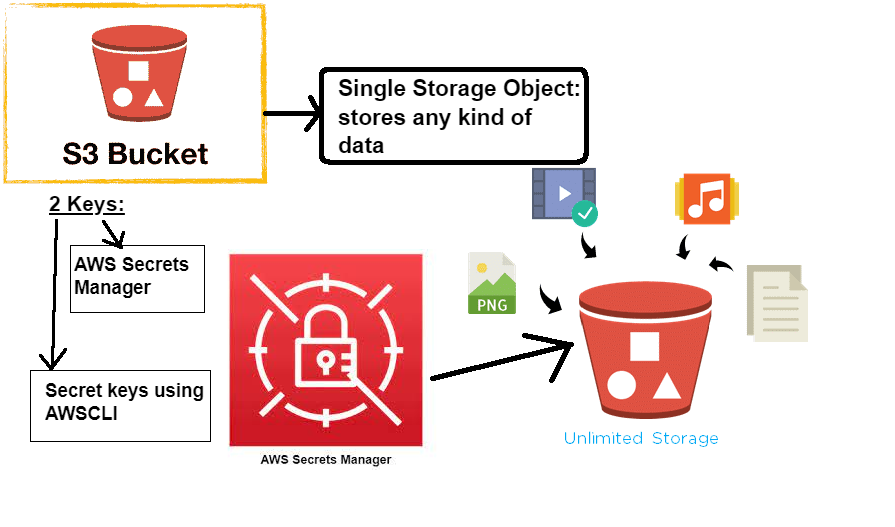 S3 Bucket
Single Storage Object:
stores any kind of
data
2 Keys:
AWS Secrets
Manager
Secret keys using
AWSCLI
AWS Secrets Manager
PNG
Unlimited Storage